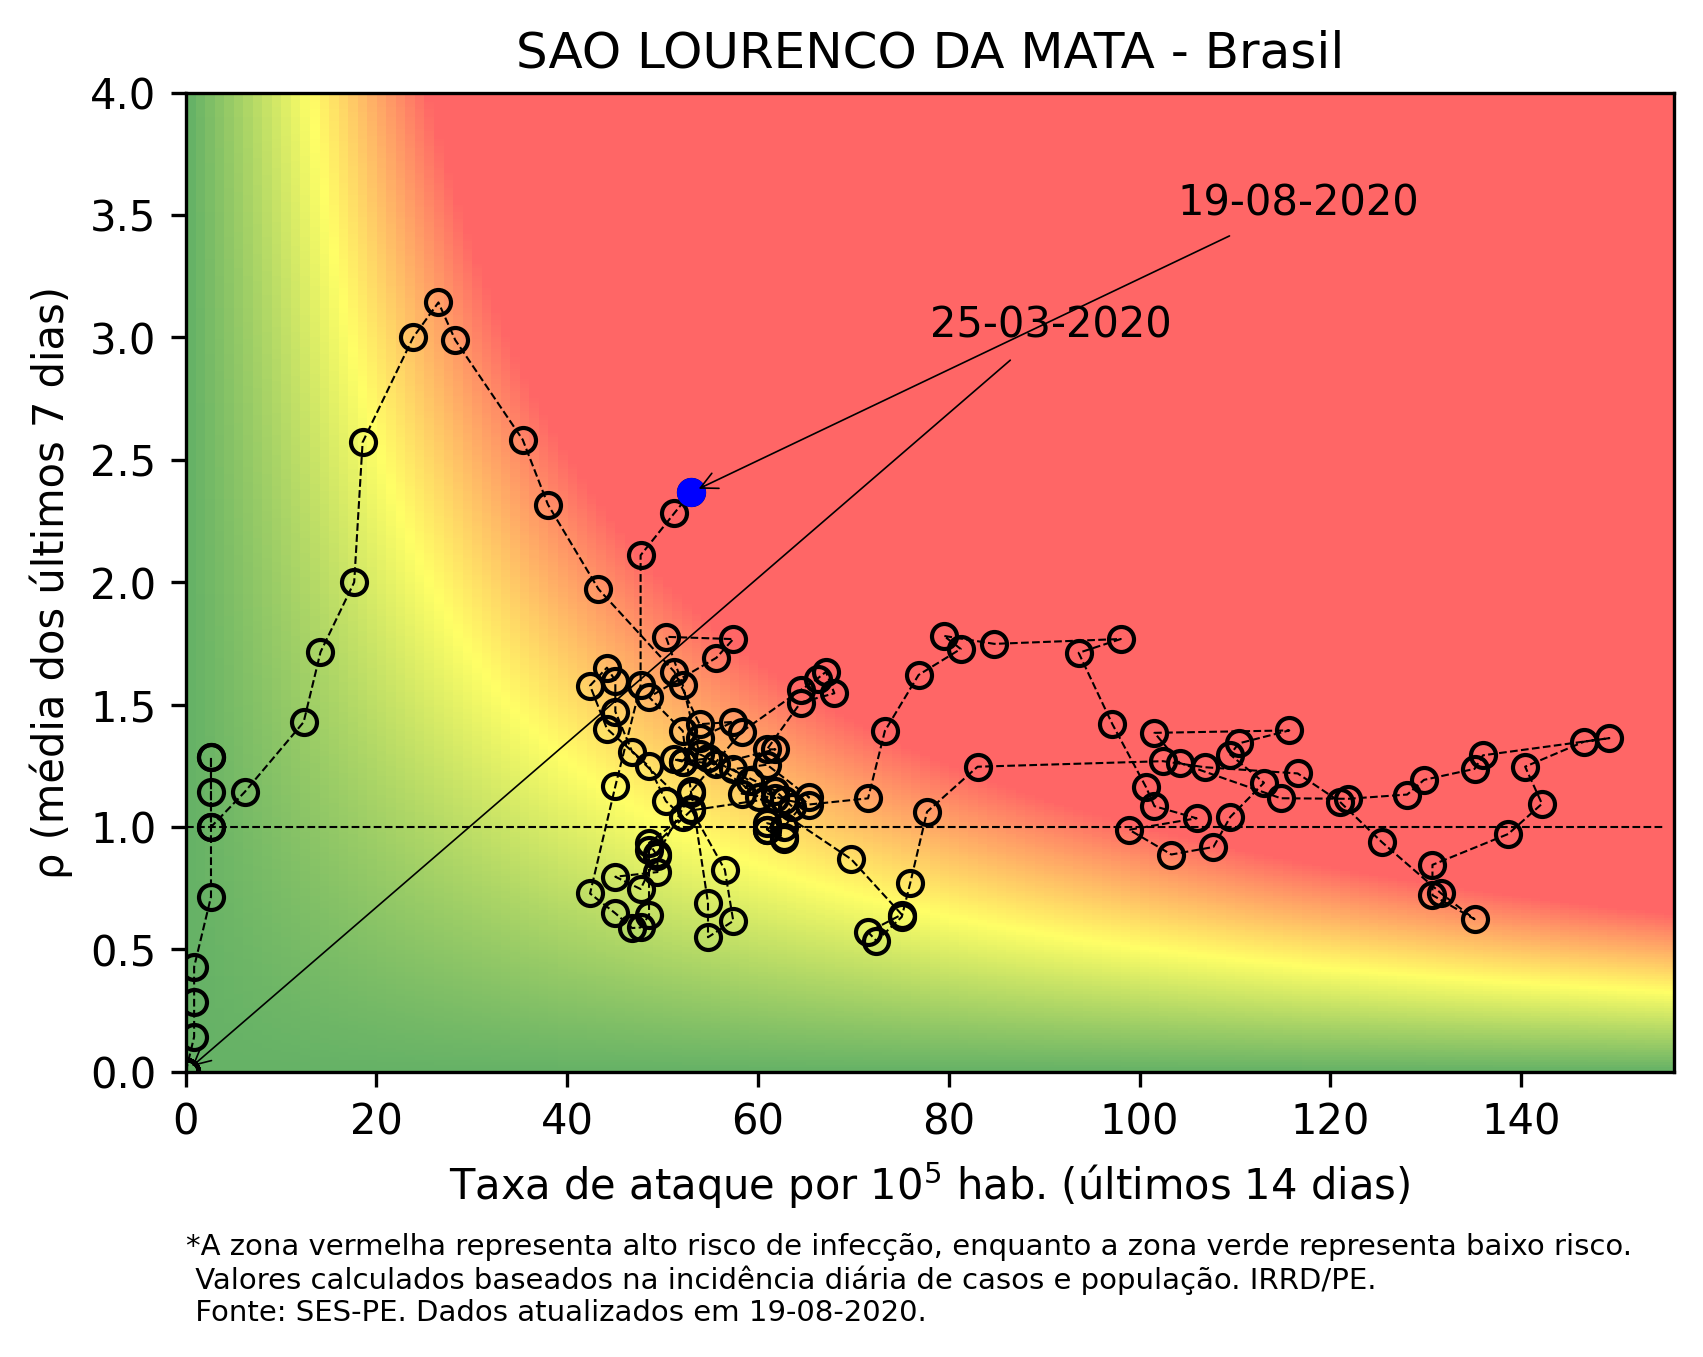 SAO LOURENCO DA MATA - Brasil
4.0
3.5
3.0
2.5
2.0
1.5
1.0
0.5
0.0
ρ (média dos últimos 7 dias)
19-08-2020
25-03-2020
0 20 40 60 80 100 120 140
Taxa de ataque por 10⁵ hab. (últimos 14 dias)
*A zona vermelha representa alto risco de infecção, enquanto a zona verde representa baixo risco.
Valores calculados baseados na incidência diária de casos e população. IRRD/PE.
Fonte: SES-PE. Dados atualizados em 19-08-2020.